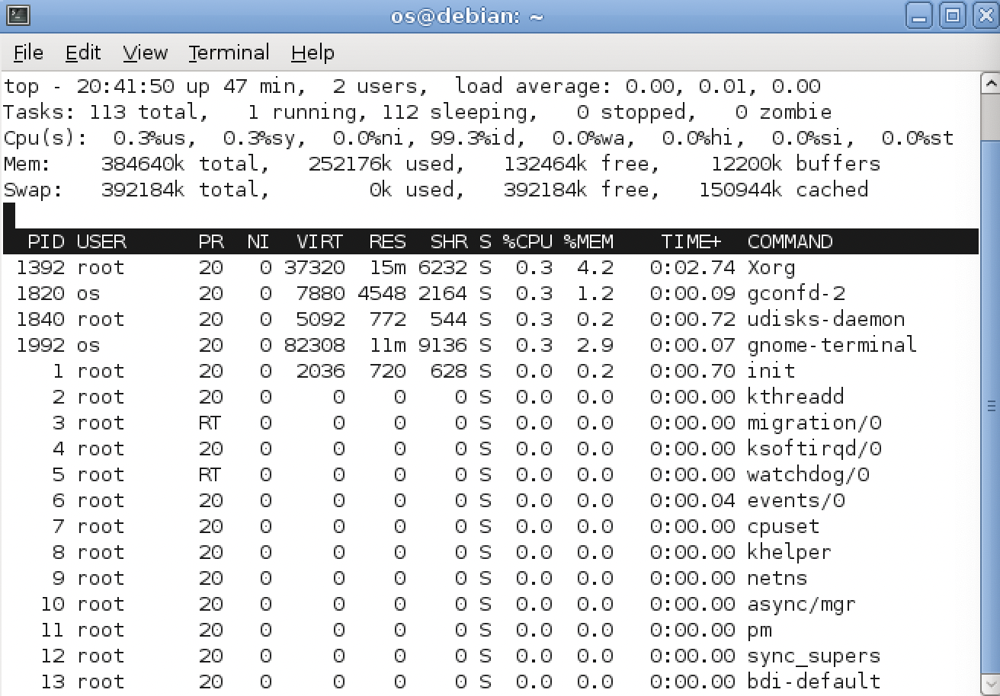 os@debian: ~
File Edit View Terminal Help
top - 20:41:50 up 47 min,  2 users,  load average: 0.00, 0.01, 0.00
Tasks: 113 total,   1 running, 112 sleeping,   0 stopped,   0 zombie
Cpu(s):  0.3%us,  0.3%sy,  0.0%ni, 99.3%id,  0.0%wa,  0.0%hi,  0.0%si,  0.0%st
Mem:    384640k total,   252176k used,   132464k free,    12200k buffers
Swap:   392184k total,        0k used,   392184k free,   150944k cached
  PID USER      PR  NI  VIRT  RES  SHR S %CPU %MEM    TIME+  COMMAND
 1392 root      20   0 37320  15m 6232 S  0.3  4.2   0:02.74 Xorg
 1820 os        20   0  7880 4548 2164 S  0.3  1.2   0:00.09 gconfd-2
 1840 root      20   0  5092  772  544 S  0.3  0.2   0:00.72 udisks-daemon
 1992 os        20   0 82308  11m 9136 S  0.3  2.9   0:00.07 gnome-terminal
    1 root      20   0  2036  720  628 S  0.0  0.2   0:00.70 init
    2 root      20   0     0    0    0 S  0.0  0.0   0:00.00 kthreadd
    3 root      RT   0     0    0    0 S  0.0  0.0   0:00.00 migration/0
    4 root      20   0     0    0    0 S  0.0  0.0   0:00.00 ksoftirqd/0
    5 root      RT   0     0    0    0 S  0.0  0.0   0:00.00 watchdog/0
    6 root      20   0     0    0    0 S  0.0  0.0   0:00.04 events/0
    7 root      20   0     0    0    0 S  0.0  0.0   0:00.00 cpuset
    8 root      20   0     0    0    0 S  0.0  0.0   0:00.00 khelper
    9 root      20   0     0    0    0 S  0.0  0.0   0:00.00 netns
   10 root      20   0     0    0    0 S  0.0  0.0   0:00.00 async/mgr
   11 root      20   0     0    0    0 S  0.0  0.0   0:00.00 pm
   12 root      20   0     0    0    0 S  0.0  0.0   0:00.00 sync_supers
   13 root      20   0     0    0    0 S  0.0  0.0   0:00.00 bdi-default